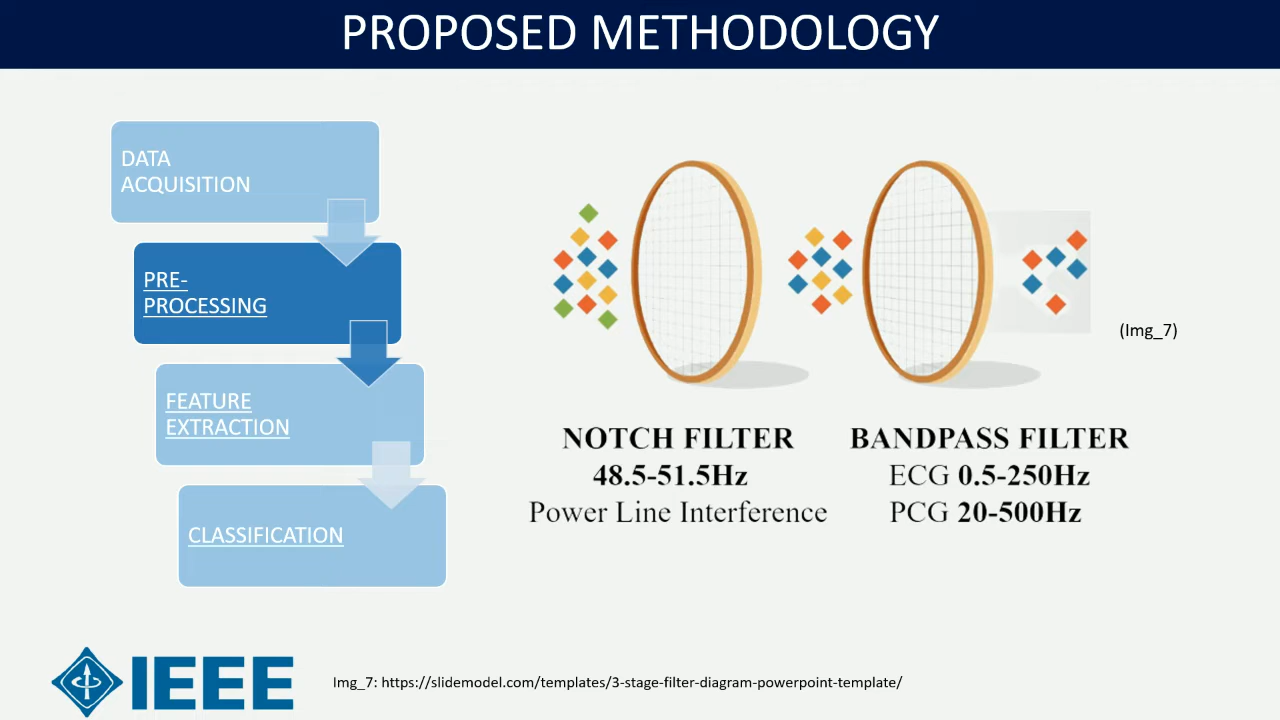 PROPOSED METHODOLOGY
DATA
ACQUISITION
PRE-
PROCESSING
FEATURE
EXTRACTION
CLASSIFICATION
(Img_7)
NOTCH FILTER
48.5-51.5Hz
Power Line Interference
BANDPASS FILTER
ECG 0.5-250Hz
PCG 20-500Hz
IEEE
Img_7: https://slidemodel.com/templates/3-stage-filter-diagram-powerpoint-template/